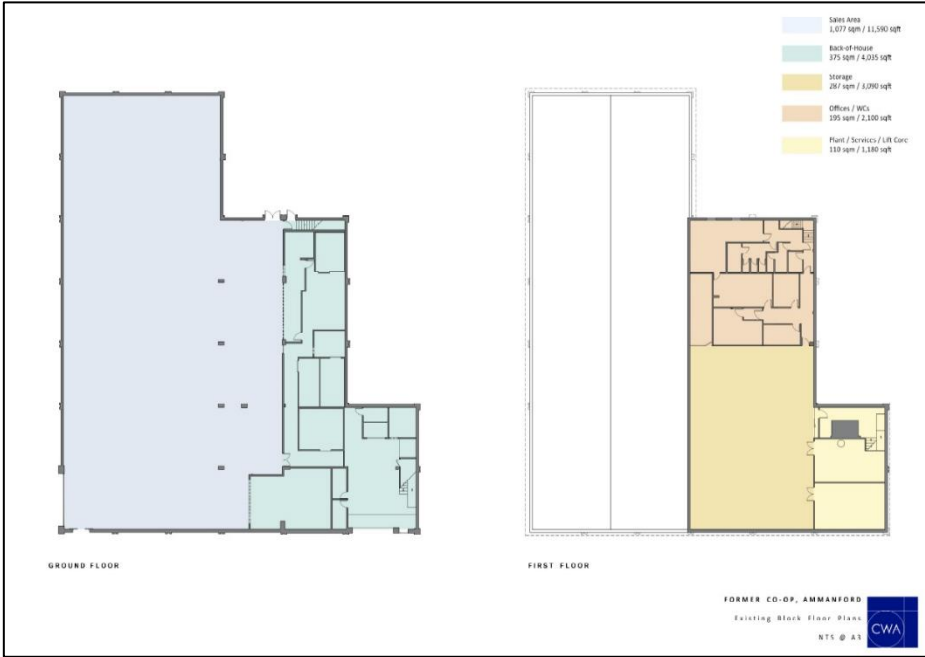 Sales Area
1,077 sqm / 11,590 sqft
Back-of-House
375 sqm / 4,035 sqft
Storage
287 sqm / 3,090 sqft
Offices / WCs
195 sqm / 2,100 sqft
Plant / Services / Lift Core
110 sqm / 1,180 sqft
GROUND FLOOR
FIRST FLOOR
FORMER CO-OP, AMMANFORD
Existing Block Floor Plans
NTS @ A3
CWA